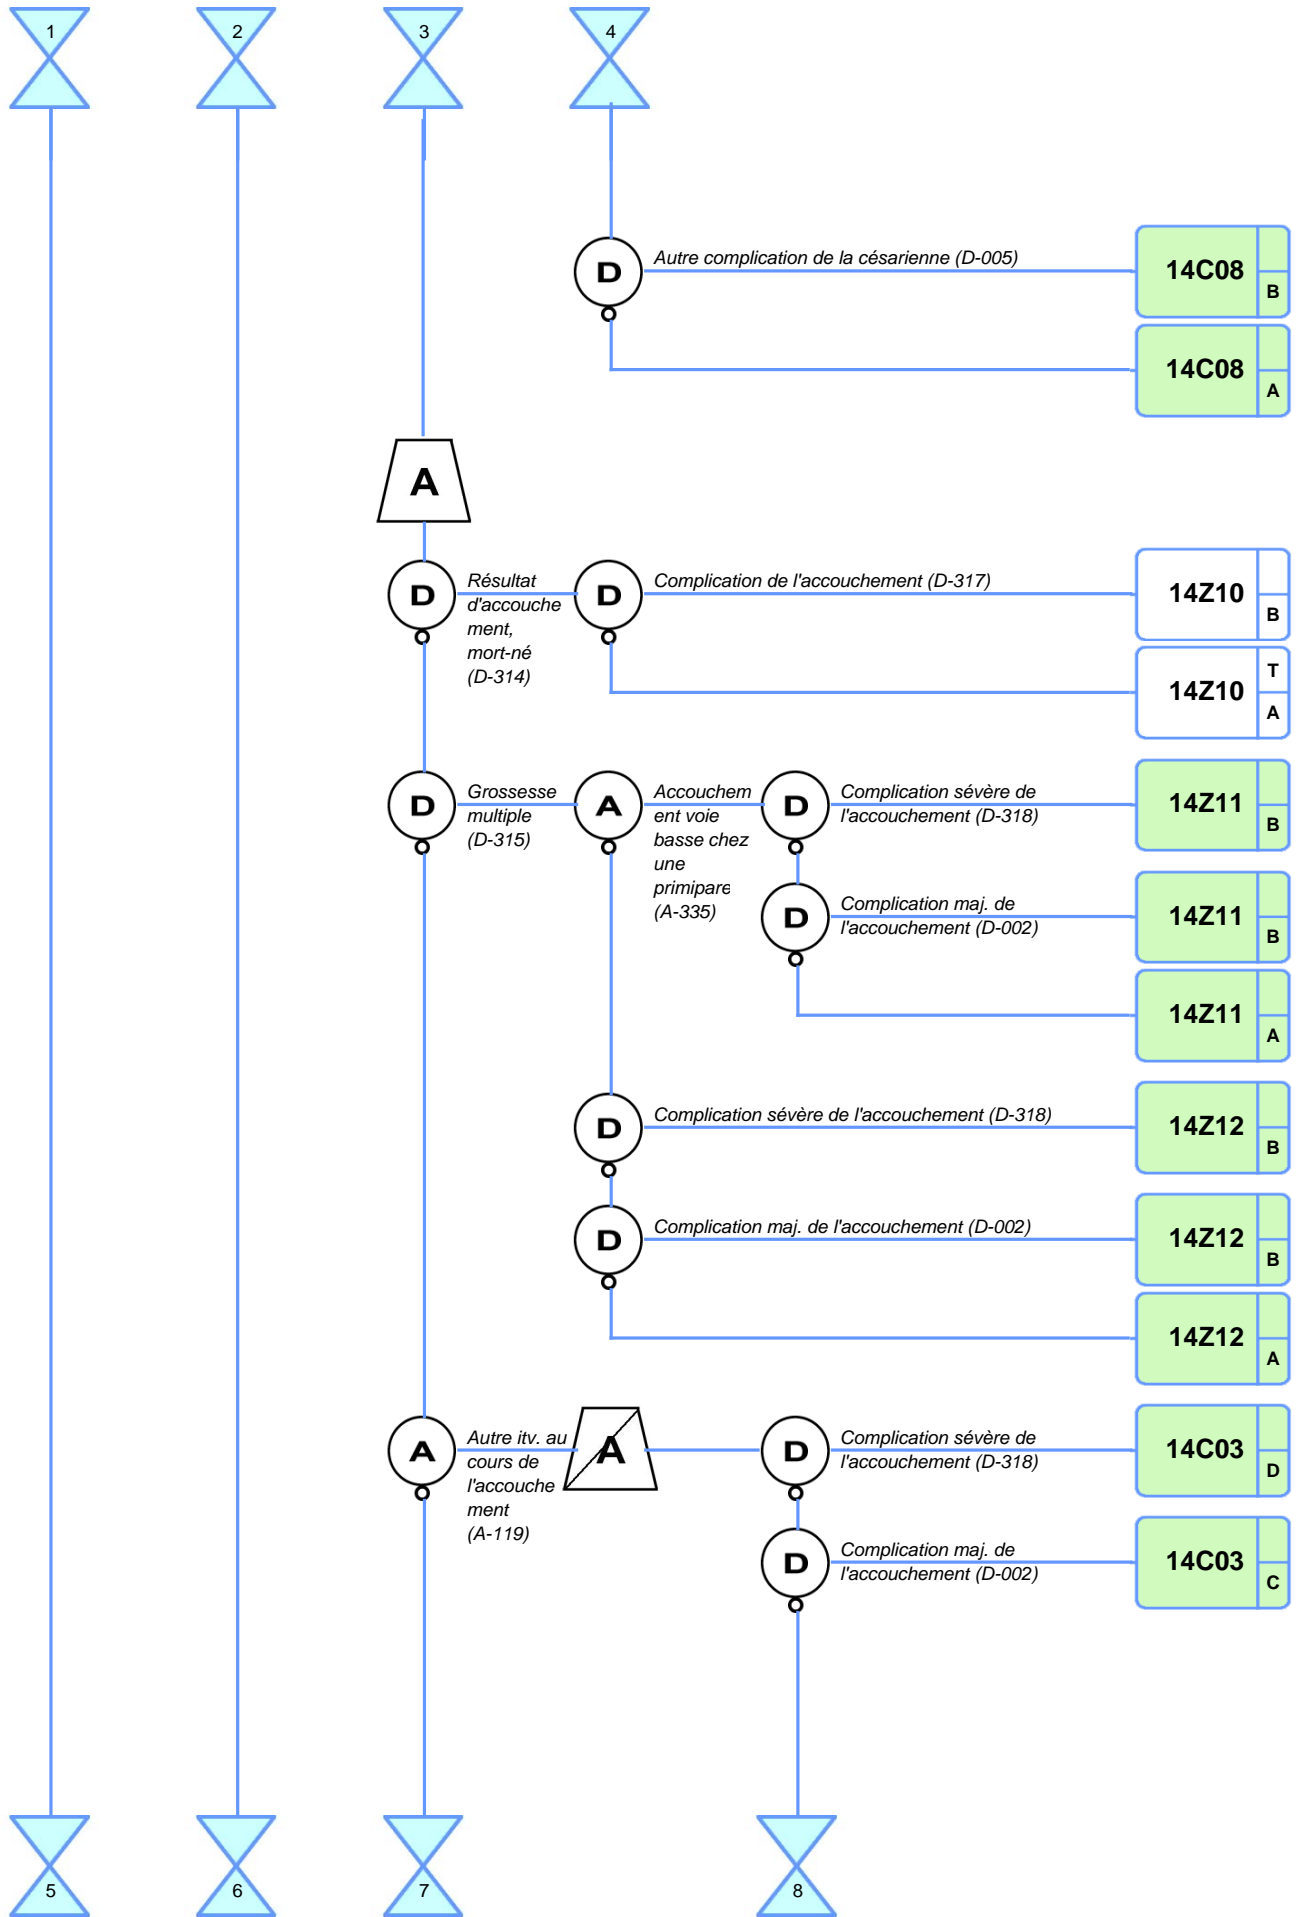 1
2
3
4
D
Autre complication de la césarienne (D-005)
14C08
B
14C08
A
A
D
Résultat
d'accouche
ment,
mort-né
(D-314)
D
Complication de l'accouchement (D-317)
14Z10
B
14Z10
T
A
D
Grossesse
multiple
(D-315)
A
Accouchem
ent voie
basse chez
une
primipare
(A-335)
D
Complication sévère de
l'accouchement (D-318)
14Z11
B
D
Complication maj. de
l'accouchement (D-002)
14Z11
B
14Z11
A
D
Complication sévère de l'accouchement (D-318)
14Z12
B
D
Complication maj. de l'accouchement (D-002)
14Z12
B
14Z12
A
A
Autre itv. au
cours de
l'accouche
ment
(A-119)
A
D
Complication sévère de
l'accouchement (D-318)
14C03
D
D
Complication maj. de
l'accouchement (D-002)
14C03
C
5
6
7
8